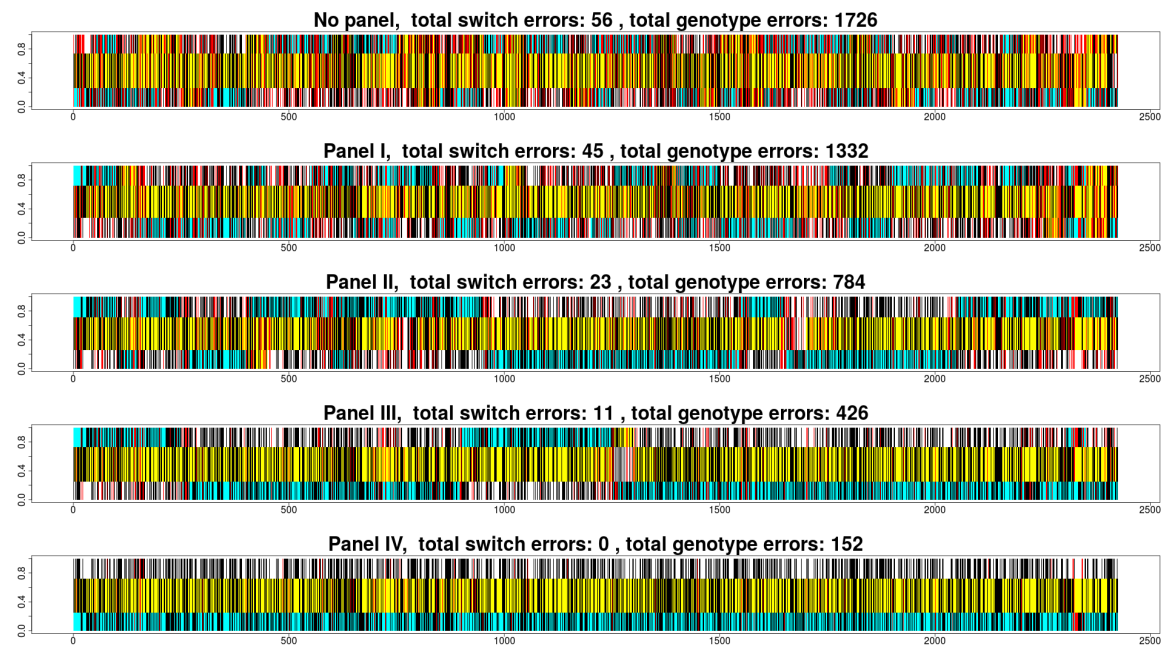 No panel, total switch errors: 56 , total genotype errors: 1726
0.8
0.4
0.0
0 500 1000 1500 2000 2500
Panel I, total switch errors: 45 , total genotype errors: 1332
0.8
0.4
0.0
0 500 1000 1500 2000 2500
Panel II, total switch errors: 23 , total genotype errors: 784
0.8
0.4
0.0
0 500 1000 1500 2000 2500
Panel III, total switch errors: 11 , total genotype errors: 426
0.8
0.4
0.0
0 500 1000 1500 2000 2500
Panel IV, total switch errors: 0 , total genotype errors: 152
0.8
0.4
0.0
0 500 1000 1500 2000 2500